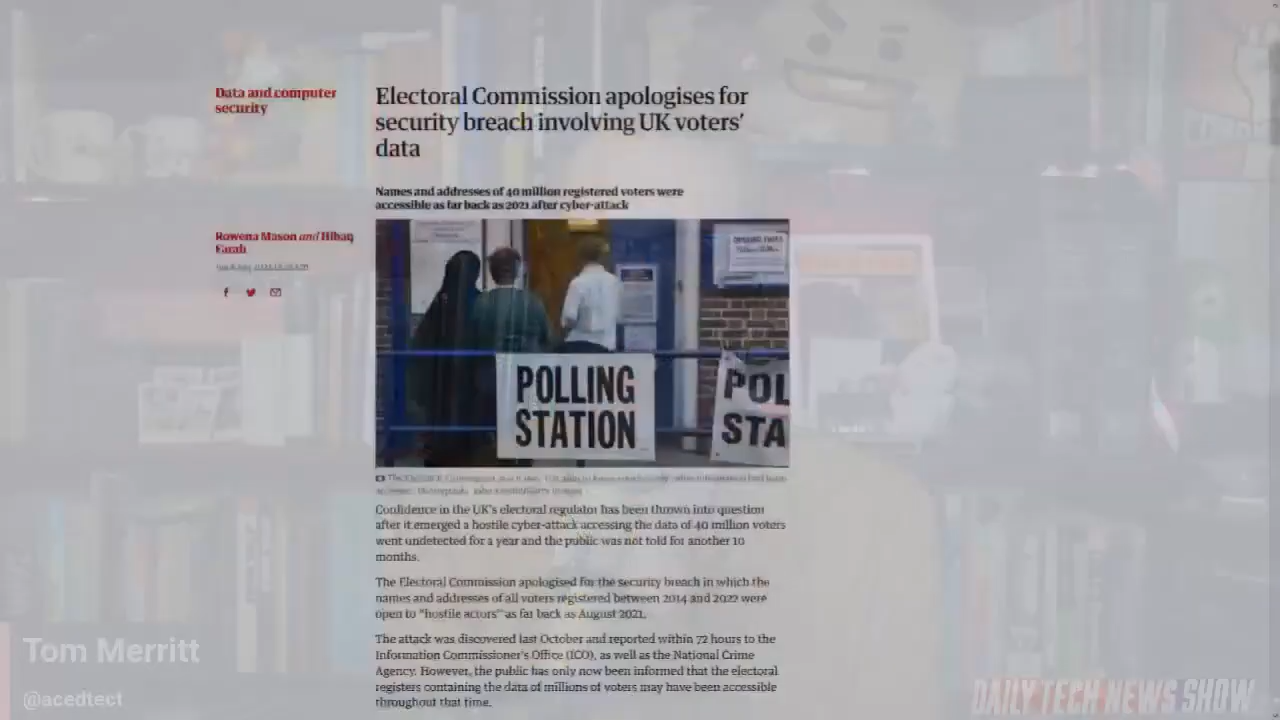 Data and computer
security
Electoral Commission apologises for
security breach involving UK voters'
data
Names and addresses of 40 million registered voters were
accessible as far back as 2021 after cyber-attack
Rowena Mason and Hibaq
Farah
OPENING TIMES
POLLING
STATION
POL
STA
Confidence in the UK's electoral regulator has been thrown into question
after it emerged a hostile cyber-attack accessing the data of 40 million voters
went undetected for a year and the public was not told for another 10
months.
The Electoral Commission apologised for the security breach in which the
names and addresses of all voters registered between 2014 and 2022 were
open to "hostile actors" as far back as August 2021.
The attack was discovered last October and reported within 72 hours to the
Information Commissioner's Office (ICO), as well as the National Crime
Agency. However, the public has only now been informed that the electoral
registers containing the data of millions of voters may have been accessible
throughout that time.
Tom Merritt
@acedtect
DAILY TECH NEWS SHOW